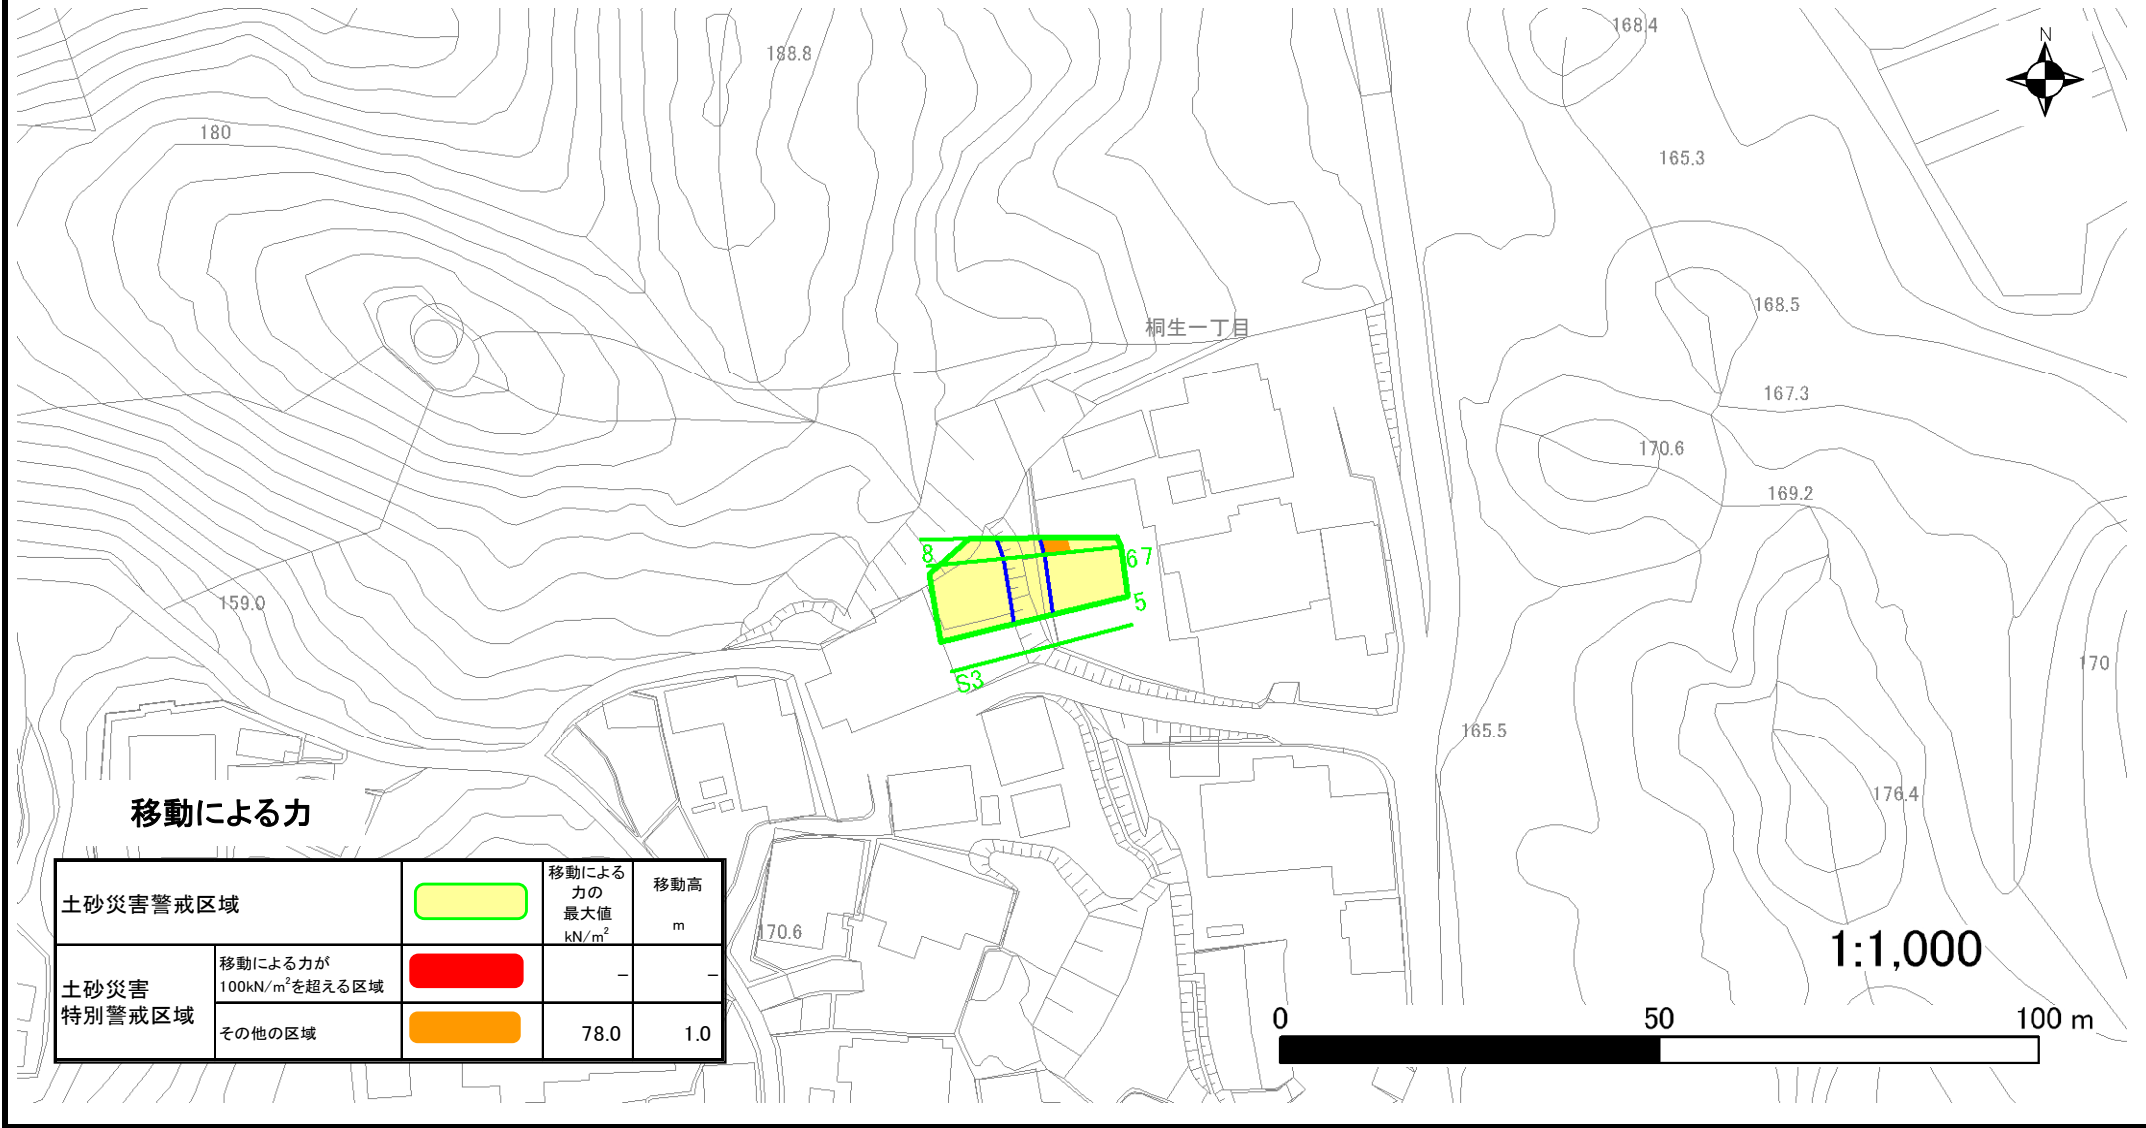 168.4
188.8
N
180
165.3
168.5
桐生一丁目
167.3
170.6
169.2
8
67
5
159.0
170
S3
165.5
176.4
移動による力
土砂災害警戒区域
移動による
力の
最大値
kN/m²
移動高
m
170.6
土砂災害
特別警戒区域
移動による力が
100kN/m²を超える区域
－
－
その他の区域
78.0
1.0
1:1,000
0
50
100 m